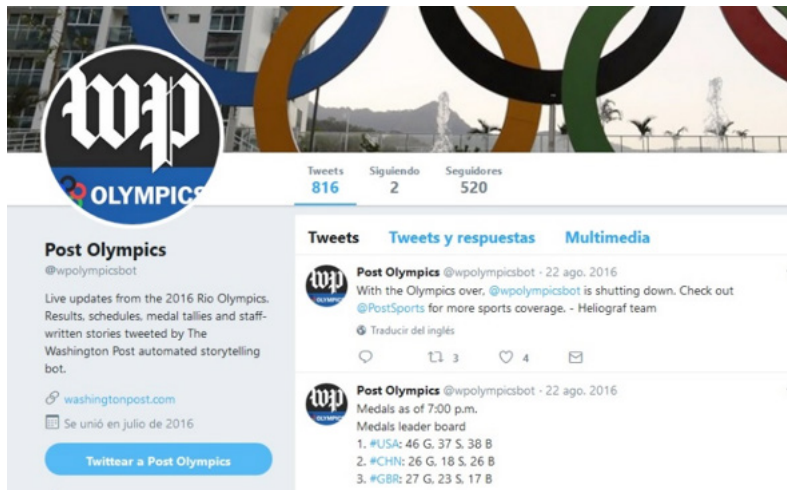 wp
OLYMPICS
Tweets Siguiendo Seguidores
816 2 520
Post Olympics
@wpolympicsbot
Live updates from the 2016 Rio Olympics.
Results, schedules, medal tallies and staff-
written stories tweeted by The
Washington Post automated storytelling
bot.
washingtonpost.com
Se unió en julio de 2016
Twittear a Post Olympics
Tweets Tweets y respuestas Multimedia
wp
Post Olympics @wpolympicsbot · 22 ago. 2016
With the Olympics over, @wpolympicsbot is shutting down. Check out
@PostSports for more sports coverage. - Heliograf team
Traducir del inglés
3 4
wp
Post Olympics @wpolympicsbot · 22 ago. 2016
Medals as of 7:00 p.m.
Medals leader board
1. #USA: 46 G, 37 S, 38 B
2. #CHN: 26 G, 18 S, 26 B
3. #GBR: 27 G, 23 S, 17 B